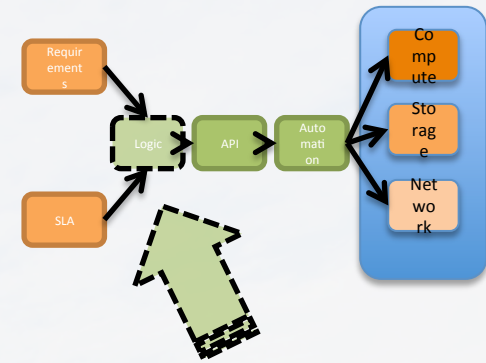 Requir
ement
s
SLA
Logic
API
Auto
mati
on
Co
mp
ute
Sto
rag
e
Net
wo
rk